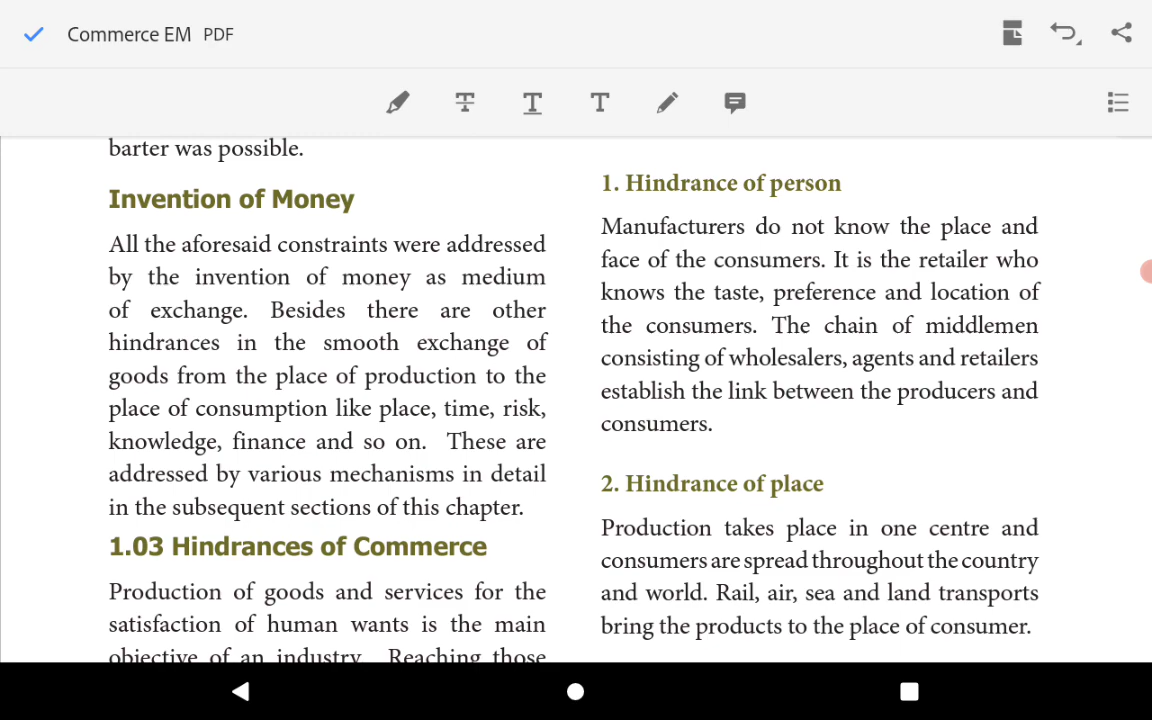 Commerce EM PDF
barter was possible.
Invention of Money
All the aforesaid constraints were addressed
by the invention of money as medium
of exchange. Besides there are other
hindrances in the smooth exchange of
goods from the place of production to the
place of consumption like place, time, risk,
knowledge, finance and so on. These are
addressed by various mechanisms in detail
in the subsequent sections of this chapter.
1.03 Hindrances of Commerce
Production of goods and services for the
satisfaction of human wants is the main
objective of an industry. Reaching those
1. Hindrance of person
Manufacturers do not know the place and
face of the consumers. It is the retailer who
knows the taste, preference and location of
the consumers. The chain of middlemen
consisting of wholesalers, agents and retailers
establish the link between the producers and
consumers.
2. Hindrance of place
Production takes place in one centre and
consumers are spread throughout the country
and world. Rail, air, sea and land transports
bring the products to the place of consumer.